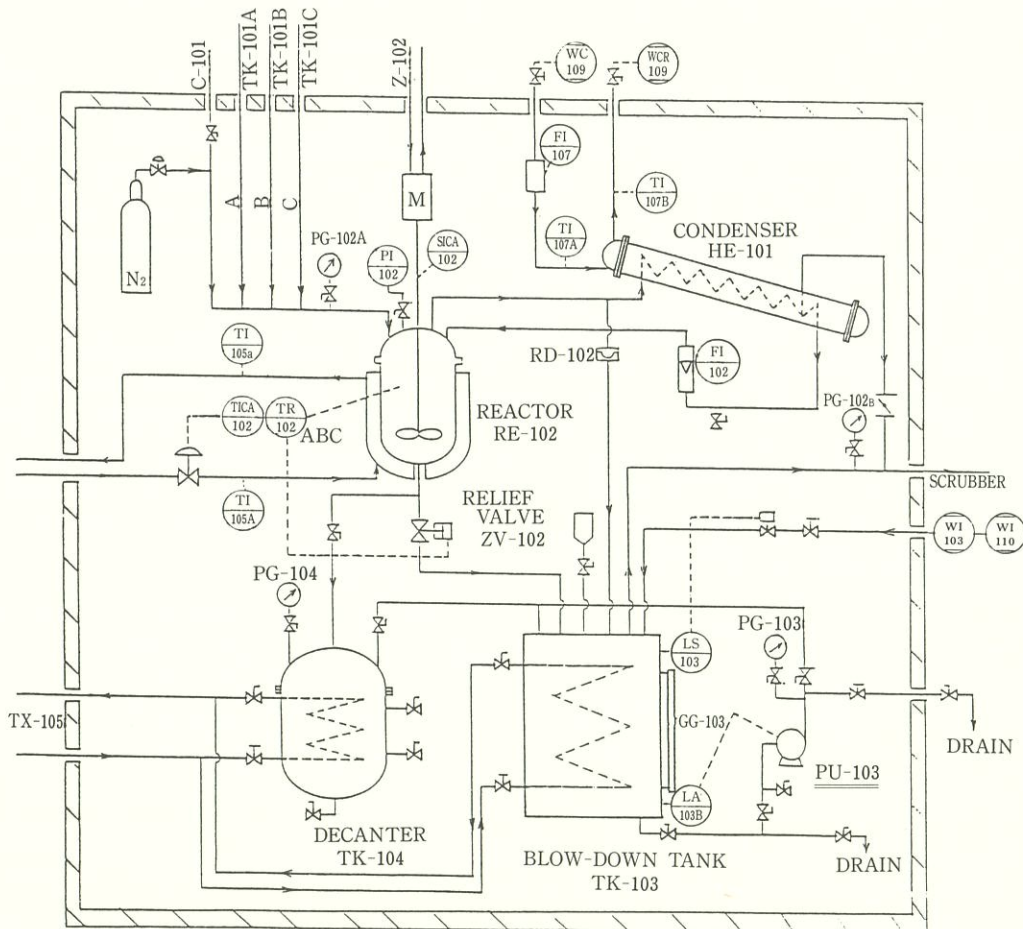 C-101
TK-101A
TK-101B
TK-101C
Z-102
WC
109
WCR
109
FI
107
TI
107B
TI
107A
CONDENSER
HE-101
M
A
B
C
N₂
PG-102A
PI
102
SICA
102
TI
105a
RD-102
FI
102
PG-102B
TICA
102
TR
102
ABC
REACTOR
RE-102
TI
105A
SCRUBBER
RELIEF
VALVE
ZV-102
WI
103
WI
110
PG-104
PG-103
LS
103
GG-103
TX-105
DRAIN
PU-103
LA
103B
DECANTER
TK-104
BLOW-DOWN TANK
TK-103
DRAIN